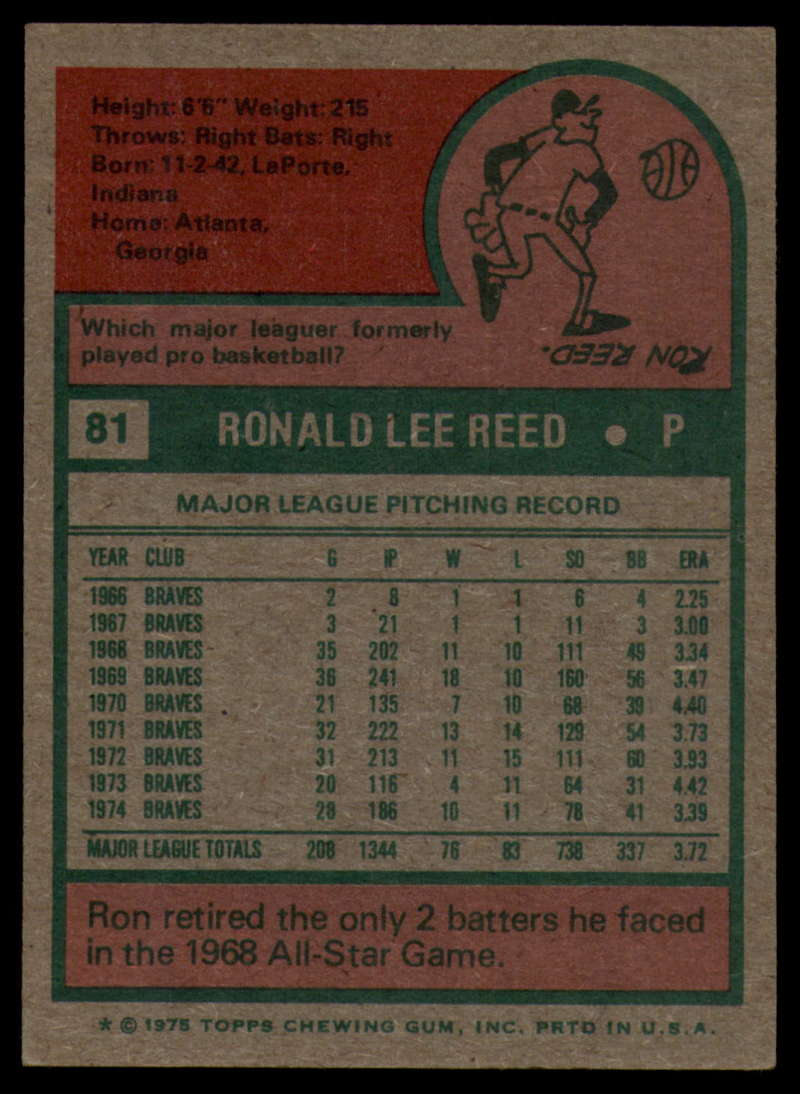 Height: 6'6" Weight: 215
Throws: Right Bats: Right
Born: 11-2-42, LaPorte,
Indiana
Home: Atlanta,
Georgia
Which major leaguer formerly
played pro basketball?
RON REED.
81 RONALD LEE REED • P
MAJOR LEAGUE PITCHING RECORD
YEAR CLUB G IP W L SO BB ERA
1966 BRAVES 2 8 1 1 6 4 2.25
1967 BRAVES 3 21 1 1 11 3 3.00
1968 BRAVES 35 202 11 10 111 49 3.34
1969 BRAVES 36 241 18 10 160 56 3.47
1970 BRAVES 21 135 7 10 68 39 4.40
1971 BRAVES 32 222 13 14 129 54 3.73
1972 BRAVES 31 213 11 15 111 60 3.93
1973 BRAVES 20 116 4 11 64 31 4.42
1974 BRAVES 28 186 10 11 78 41 3.39
MAJOR LEAGUE TOTALS 208 1344 76 83 738 337 3.72
Ron retired the only 2 batters he faced
in the 1968 All-Star Game.
* © 1975 TOPPS CHEWING GUM, INC. PRTD IN U.S.A.